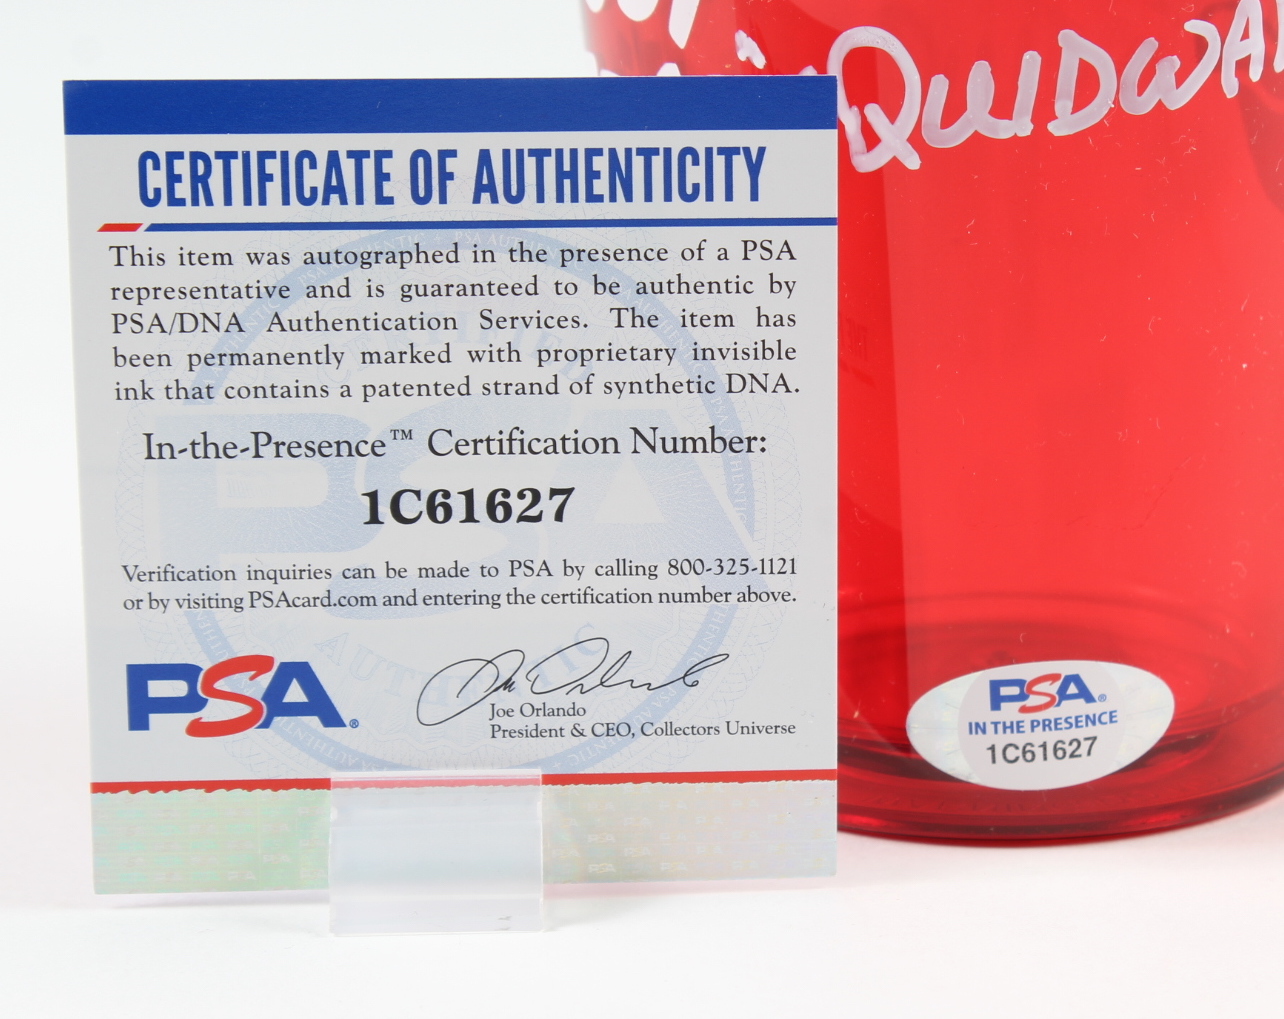 QUIDWA
CERTIFICATE OF AUTHENTICITY
This item was autographed in the presence of a PSA
representative and is guaranteed to be authentic by
PSA/DNA Authentication Services. The item has
been permanently marked with proprietary invisible
ink that contains a patented strand of synthetic DNA.
In-the-Presence™ Certification Number:
1C61627
Verification inquiries can be made to PSA by calling 800-325-1121
or by visiting PSAcard.com and entering the certification number above.
PSA®
Joe Orlando
President & CEO, Collectors Universe
PSA®
IN THE PRESENCE
1C61627